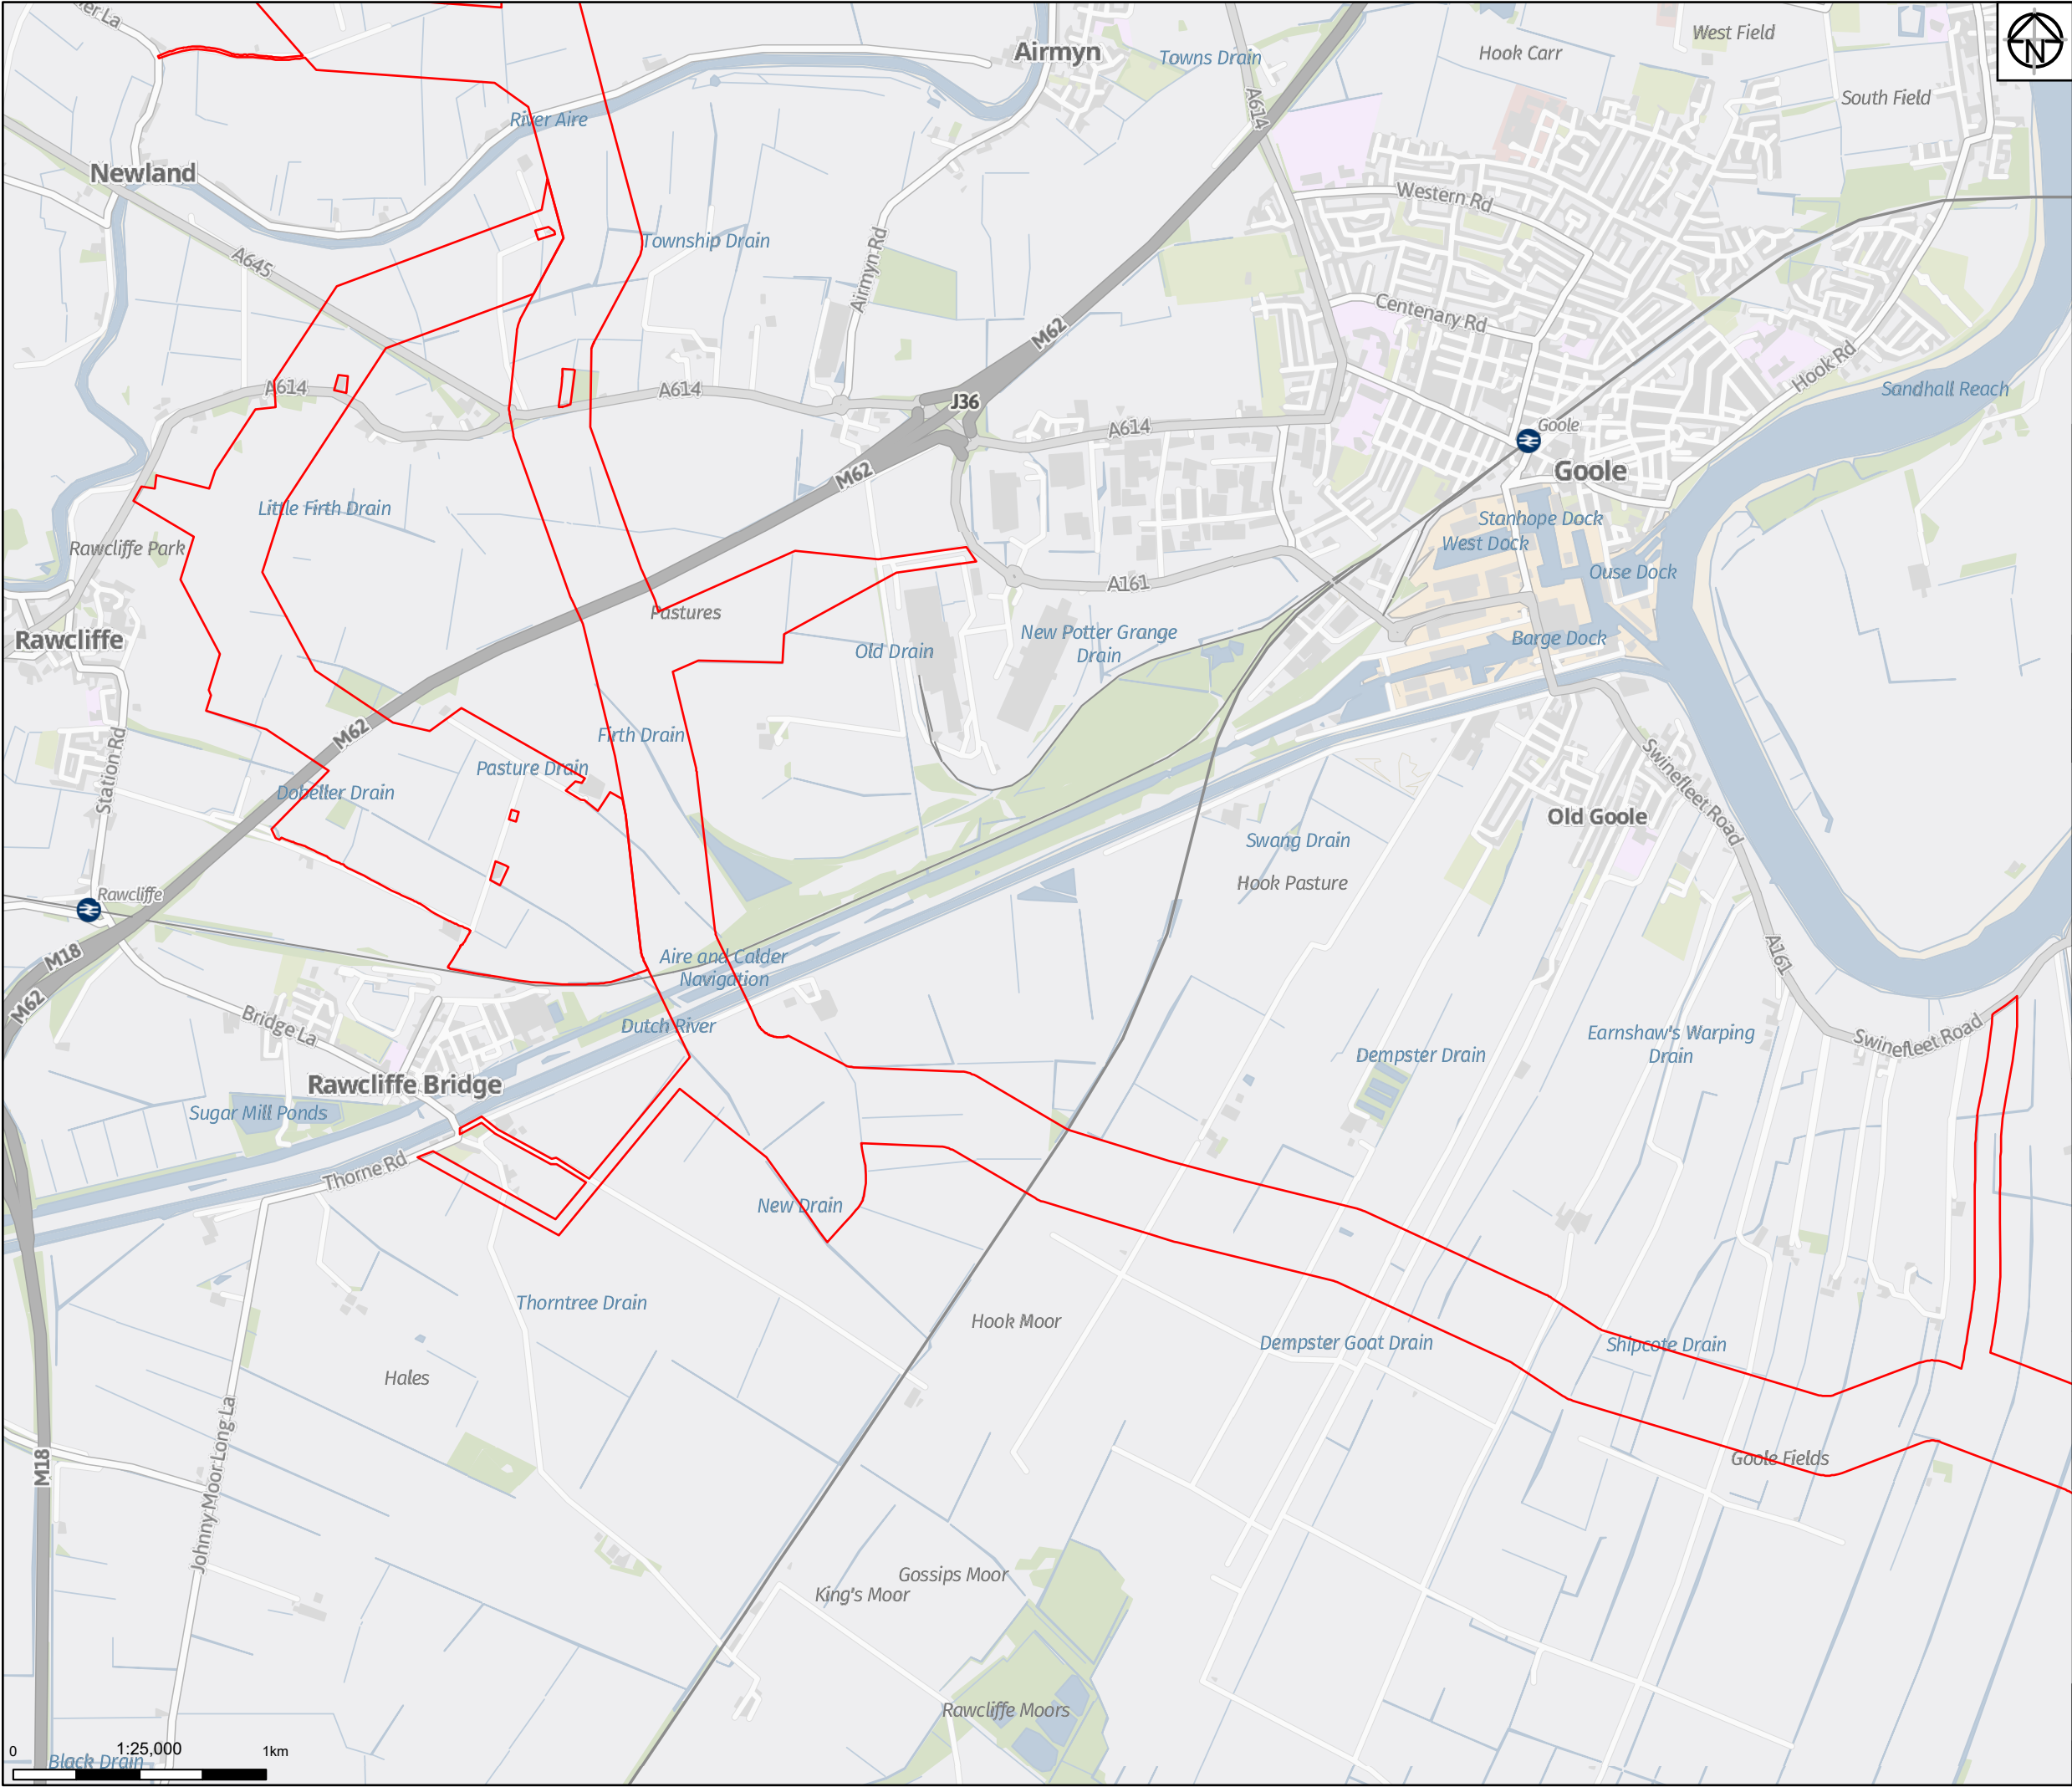 Airmyn
Towns Drain
Hook Carr
West Field
N
South Field
A614
River Aire
Newland
Western Rd
Township Drain
A645
Airmyn Rd
M62
Centenary Rd
Hook Rd
Sandhall Reach
A614
A614
J36
A614
Goole
Goole
M62
Little Firth Drain
Stanhope Dock
West Dock
Rawcliffe Park
Ouse Dock
A161
Pastures
Rawcliffe
Old Drain
New Potter Grange
Drain
Barge Dock
M62
Firth Drain
Station Rd
Pasture Drain
Dobeller Drain
Swinefleet Road
Old Goole
Swang Drain
Hook Pasture
Rawcliffe
M18
M62
Aire and Calder
Navigation
A161
Bridge La
Dutch River
Dempster Drain
Earnshaw's Warping
Drain
Swinefleet Road
Rawcliffe Bridge
Sugar Mill Ponds
Thorne Rd
New Drain
Thorntree Drain
Hook Moor
Dempster Goat Drain
Shipcote Drain
Hales
Johnny Moor Long La
M18
Goole Fields
Gossips Moor
King's Moor
Rawcliffe Moors
0
1:25,000
1km
Black Drain